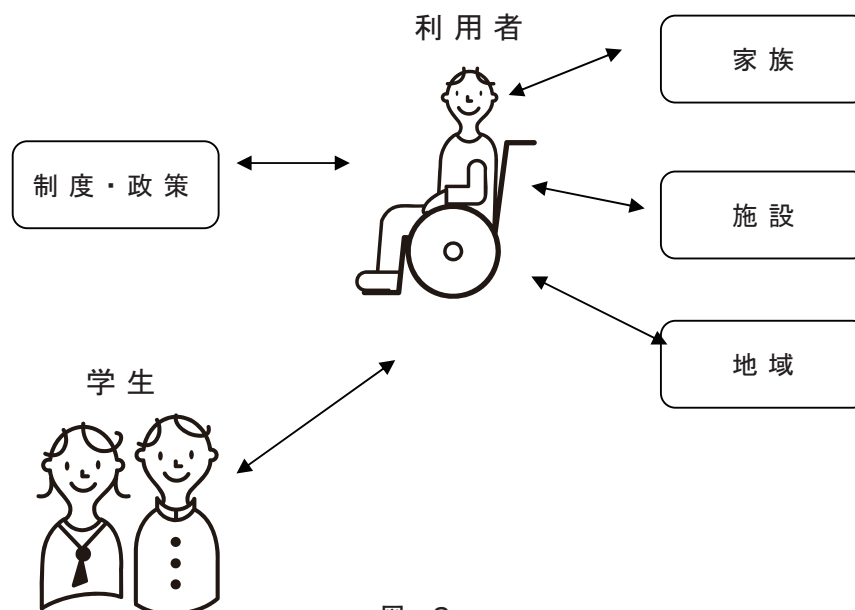 利用者
家族
制度・政策
施設
地域
学生